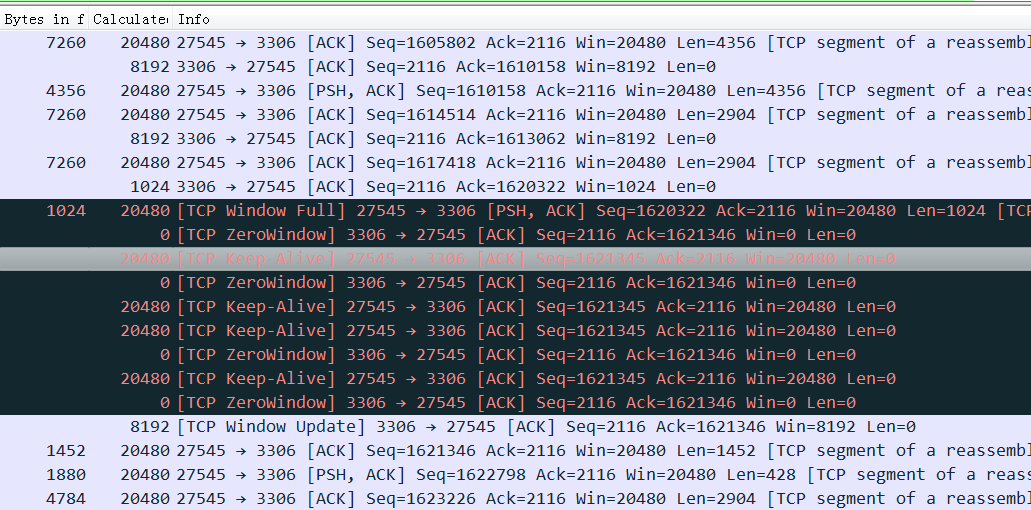 Bytes in f Calculated Info
7260 20480 27545 → 3306 [ACK] Seq=1605802 Ack=2116 Win=20480 Len=4356 [TCP segment of a reassembl
8192 3306 → 27545 [ACK] Seq=2116 Ack=1610158 Win=8192 Len=0
4356 20480 27545 → 3306 [PSH, ACK] Seq=1610158 Ack=2116 Win=20480 Len=4356 [TCP segment of a reas
7260 20480 27545 → 3306 [ACK] Seq=1614514 Ack=2116 Win=20480 Len=2904 [TCP segment of a reassembl
8192 3306 → 27545 [ACK] Seq=2116 Ack=1613062 Win=8192 Len=0
7260 20480 27545 → 3306 [ACK] Seq=1617418 Ack=2116 Win=20480 Len=2904 [TCP segment of a reassembl
1024 3306 → 27545 [ACK] Seq=2116 Ack=1620322 Win=1024 Len=0
1024 20480 [TCP Window Full] 27545 → 3306 [PSH, ACK] Seq=1620322 Ack=2116 Win=20480 Len=1024 [TCP
0 [TCP ZeroWindow] 3306 → 27545 [ACK] Seq=2116 Ack=1621346 Win=0 Len=0
20480 [TCP Keep-Alive] 27545 → 3306 [ACK] Seq=1621345 Ack=2116 Win=20480 Len=0
0 [TCP ZeroWindow] 3306 → 27545 [ACK] Seq=2116 Ack=1621346 Win=0 Len=0
20480 [TCP Keep-Alive] 27545 → 3306 [ACK] Seq=1621345 Ack=2116 Win=20480 Len=0
20480 [TCP Keep-Alive] 27545 → 3306 [ACK] Seq=1621345 Ack=2116 Win=20480 Len=0
0 [TCP ZeroWindow] 3306 → 27545 [ACK] Seq=2116 Ack=1621346 Win=0 Len=0
20480 [TCP Keep-Alive] 27545 → 3306 [ACK] Seq=1621345 Ack=2116 Win=20480 Len=0
0 [TCP ZeroWindow] 3306 → 27545 [ACK] Seq=2116 Ack=1621346 Win=0 Len=0
8192 [TCP Window Update] 3306 → 27545 [ACK] Seq=2116 Ack=1621346 Win=8192 Len=0
1452 20480 27545 → 3306 [ACK] Seq=1621346 Ack=2116 Win=20480 Len=1452 [TCP segment of a reassembl
1880 20480 27545 → 3306 [PSH, ACK] Seq=1622798 Ack=2116 Win=20480 Len=428 [TCP segment of a reass
4784 20480 27545 → 3306 [ACK] Seq=1623226 Ack=2116 Win=20480 Len=2904 [TCP segment of a reassembl